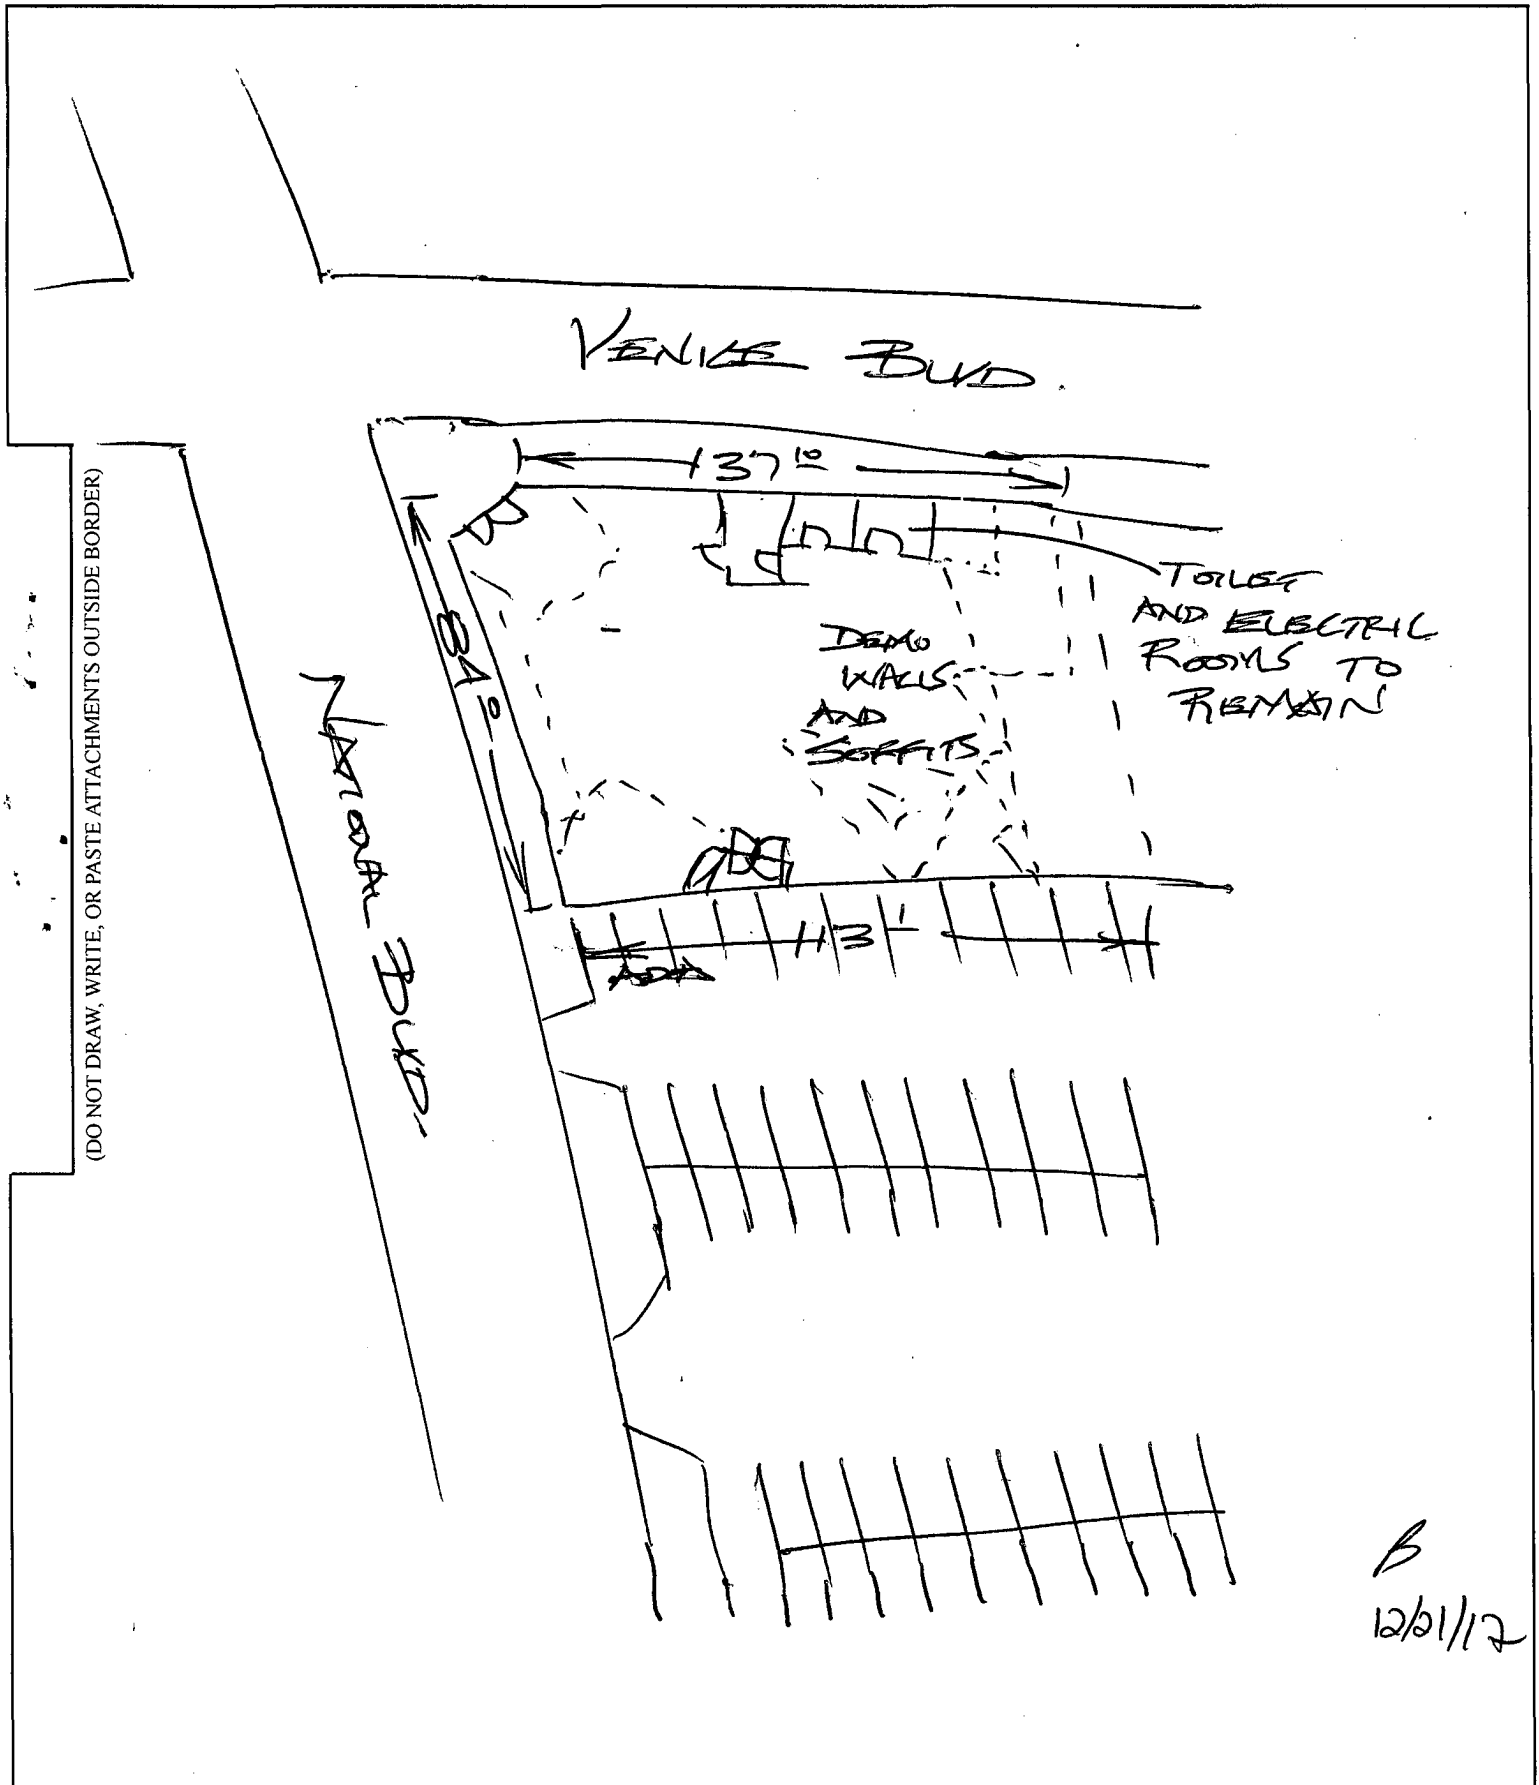 VENICE BLVD.
137 10
(DO NOT DRAW, WRITE, OR PASTE ATTACHMENTS OUTSIDE BORDER)
84 0
TOILET
AND ELECTRIC
ROOMS TO
REMAIN
DEMO
WALLS
AND
SOFFITS
NATIONAL BLVD.
113'
ADA
B
12/21/17